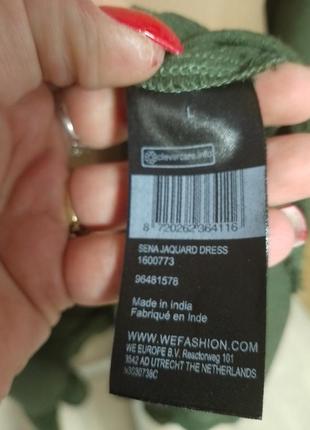 L
clevercare.info
8 720262 364116
SENA JAQUARD DRESS
1600773
96481578
Made in India
Fabriqué en Inde
WWW.WEFASHION.COM
WE EUROPE B.V. Reactorweg 101
3542 AD UTRECHT THE NETHERLANDS